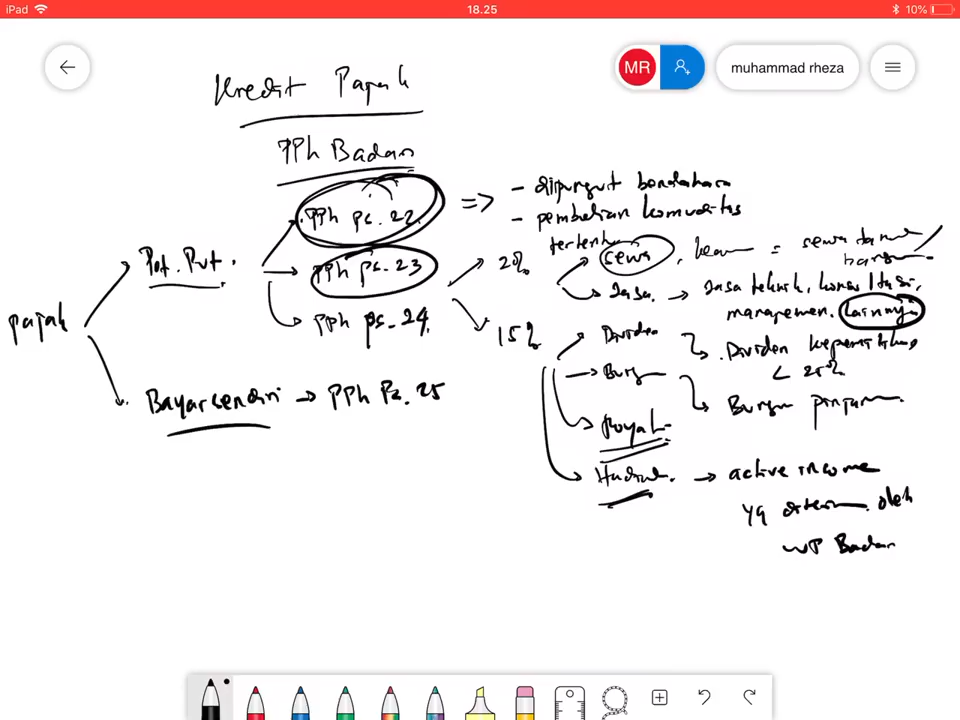 iPad
18.25
10%
MR
muhammad rheza
Kredit Pajak
PPh Badan
PPh ps. 22 => - dipungut bendahara
- pembelian komoditas
tertentu
Pot. Put.
PPh ps. 23
2%
sewa
= sewa tanah
Jasa. → Jasa teknik, konsultasi,
managemen. Lainnya
PPh ps. 24.
pajak
15%
Dividen
Dividen kepemilikan
< 25%
Bunga
Bunga pinjaman.
Bayar sendiri → PPh Ps. 25
Royalti
Hadiah. → active income
yg diterima oleh
WP Badan